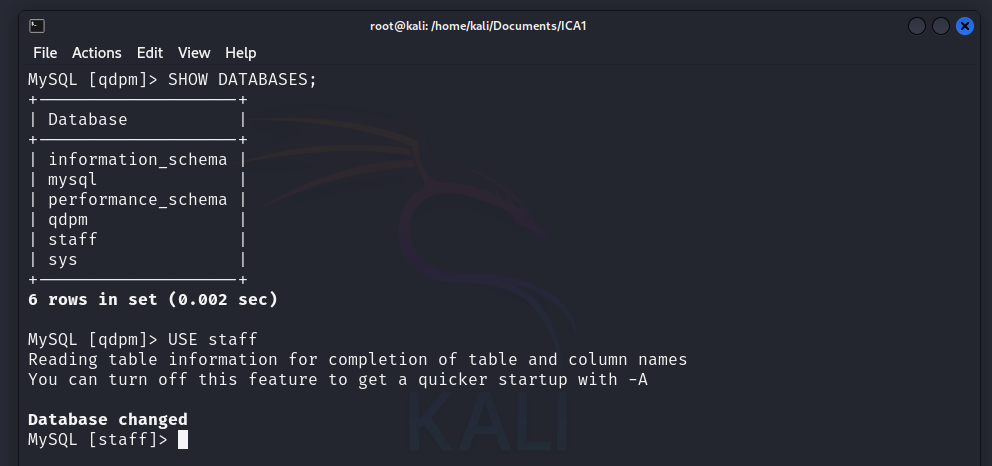 root@kali: /home/kali/Documents/ICA1
File Actions Edit View Help
MySQL [qdpm]> SHOW DATABASES;
+--------------------+
| Database           |
+--------------------+
| information_schema |
| mysql              |
| performance_schema |
| qdpm               |
| staff              |
| sys                |
+--------------------+
6 rows in set (0.002 sec)
MySQL [qdpm]> USE staff
Reading table information for completion of table and column names
You can turn off this feature to get a quicker startup with -A
Database changed
MySQL [staff]>
KALI